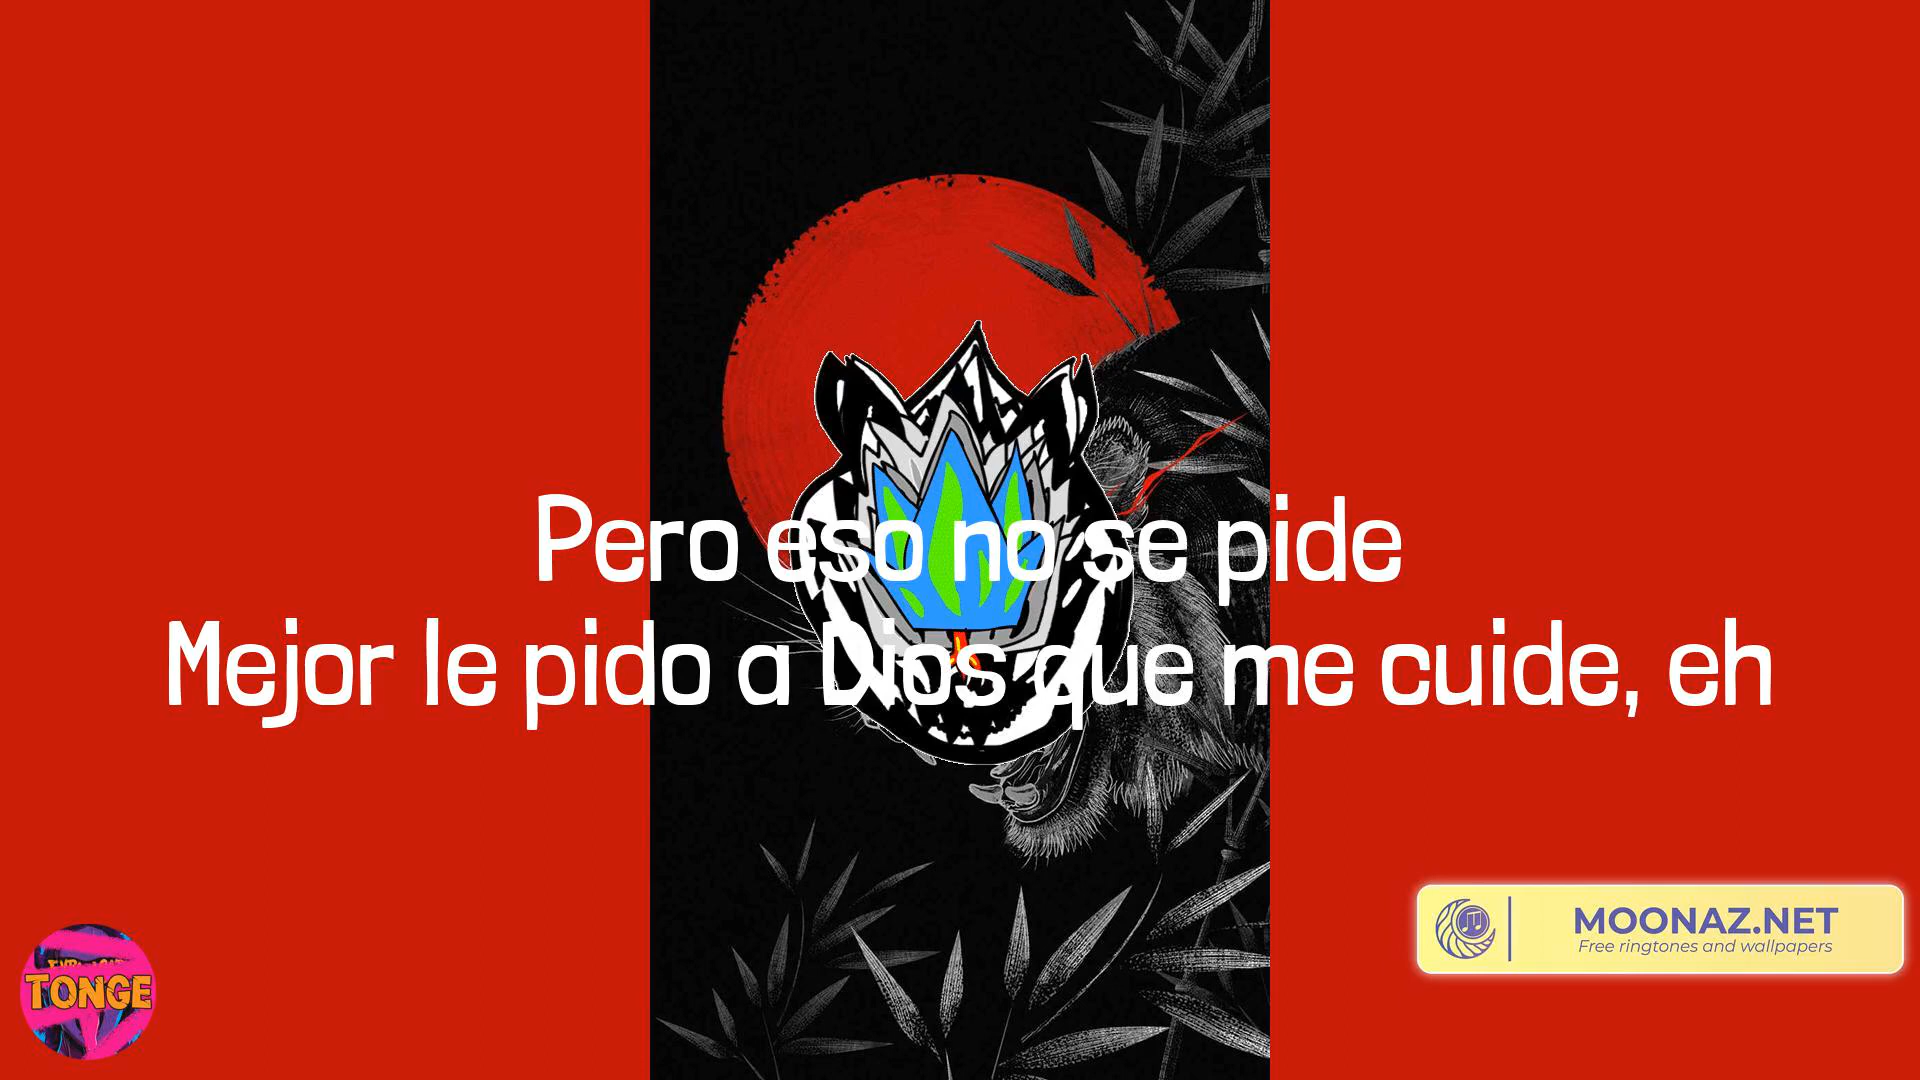 Pero eso no se pide
Mejor le pido a Dios que me cuide, eh
MOONAZ.NET
Free ringtones and wallpapers
TONGE